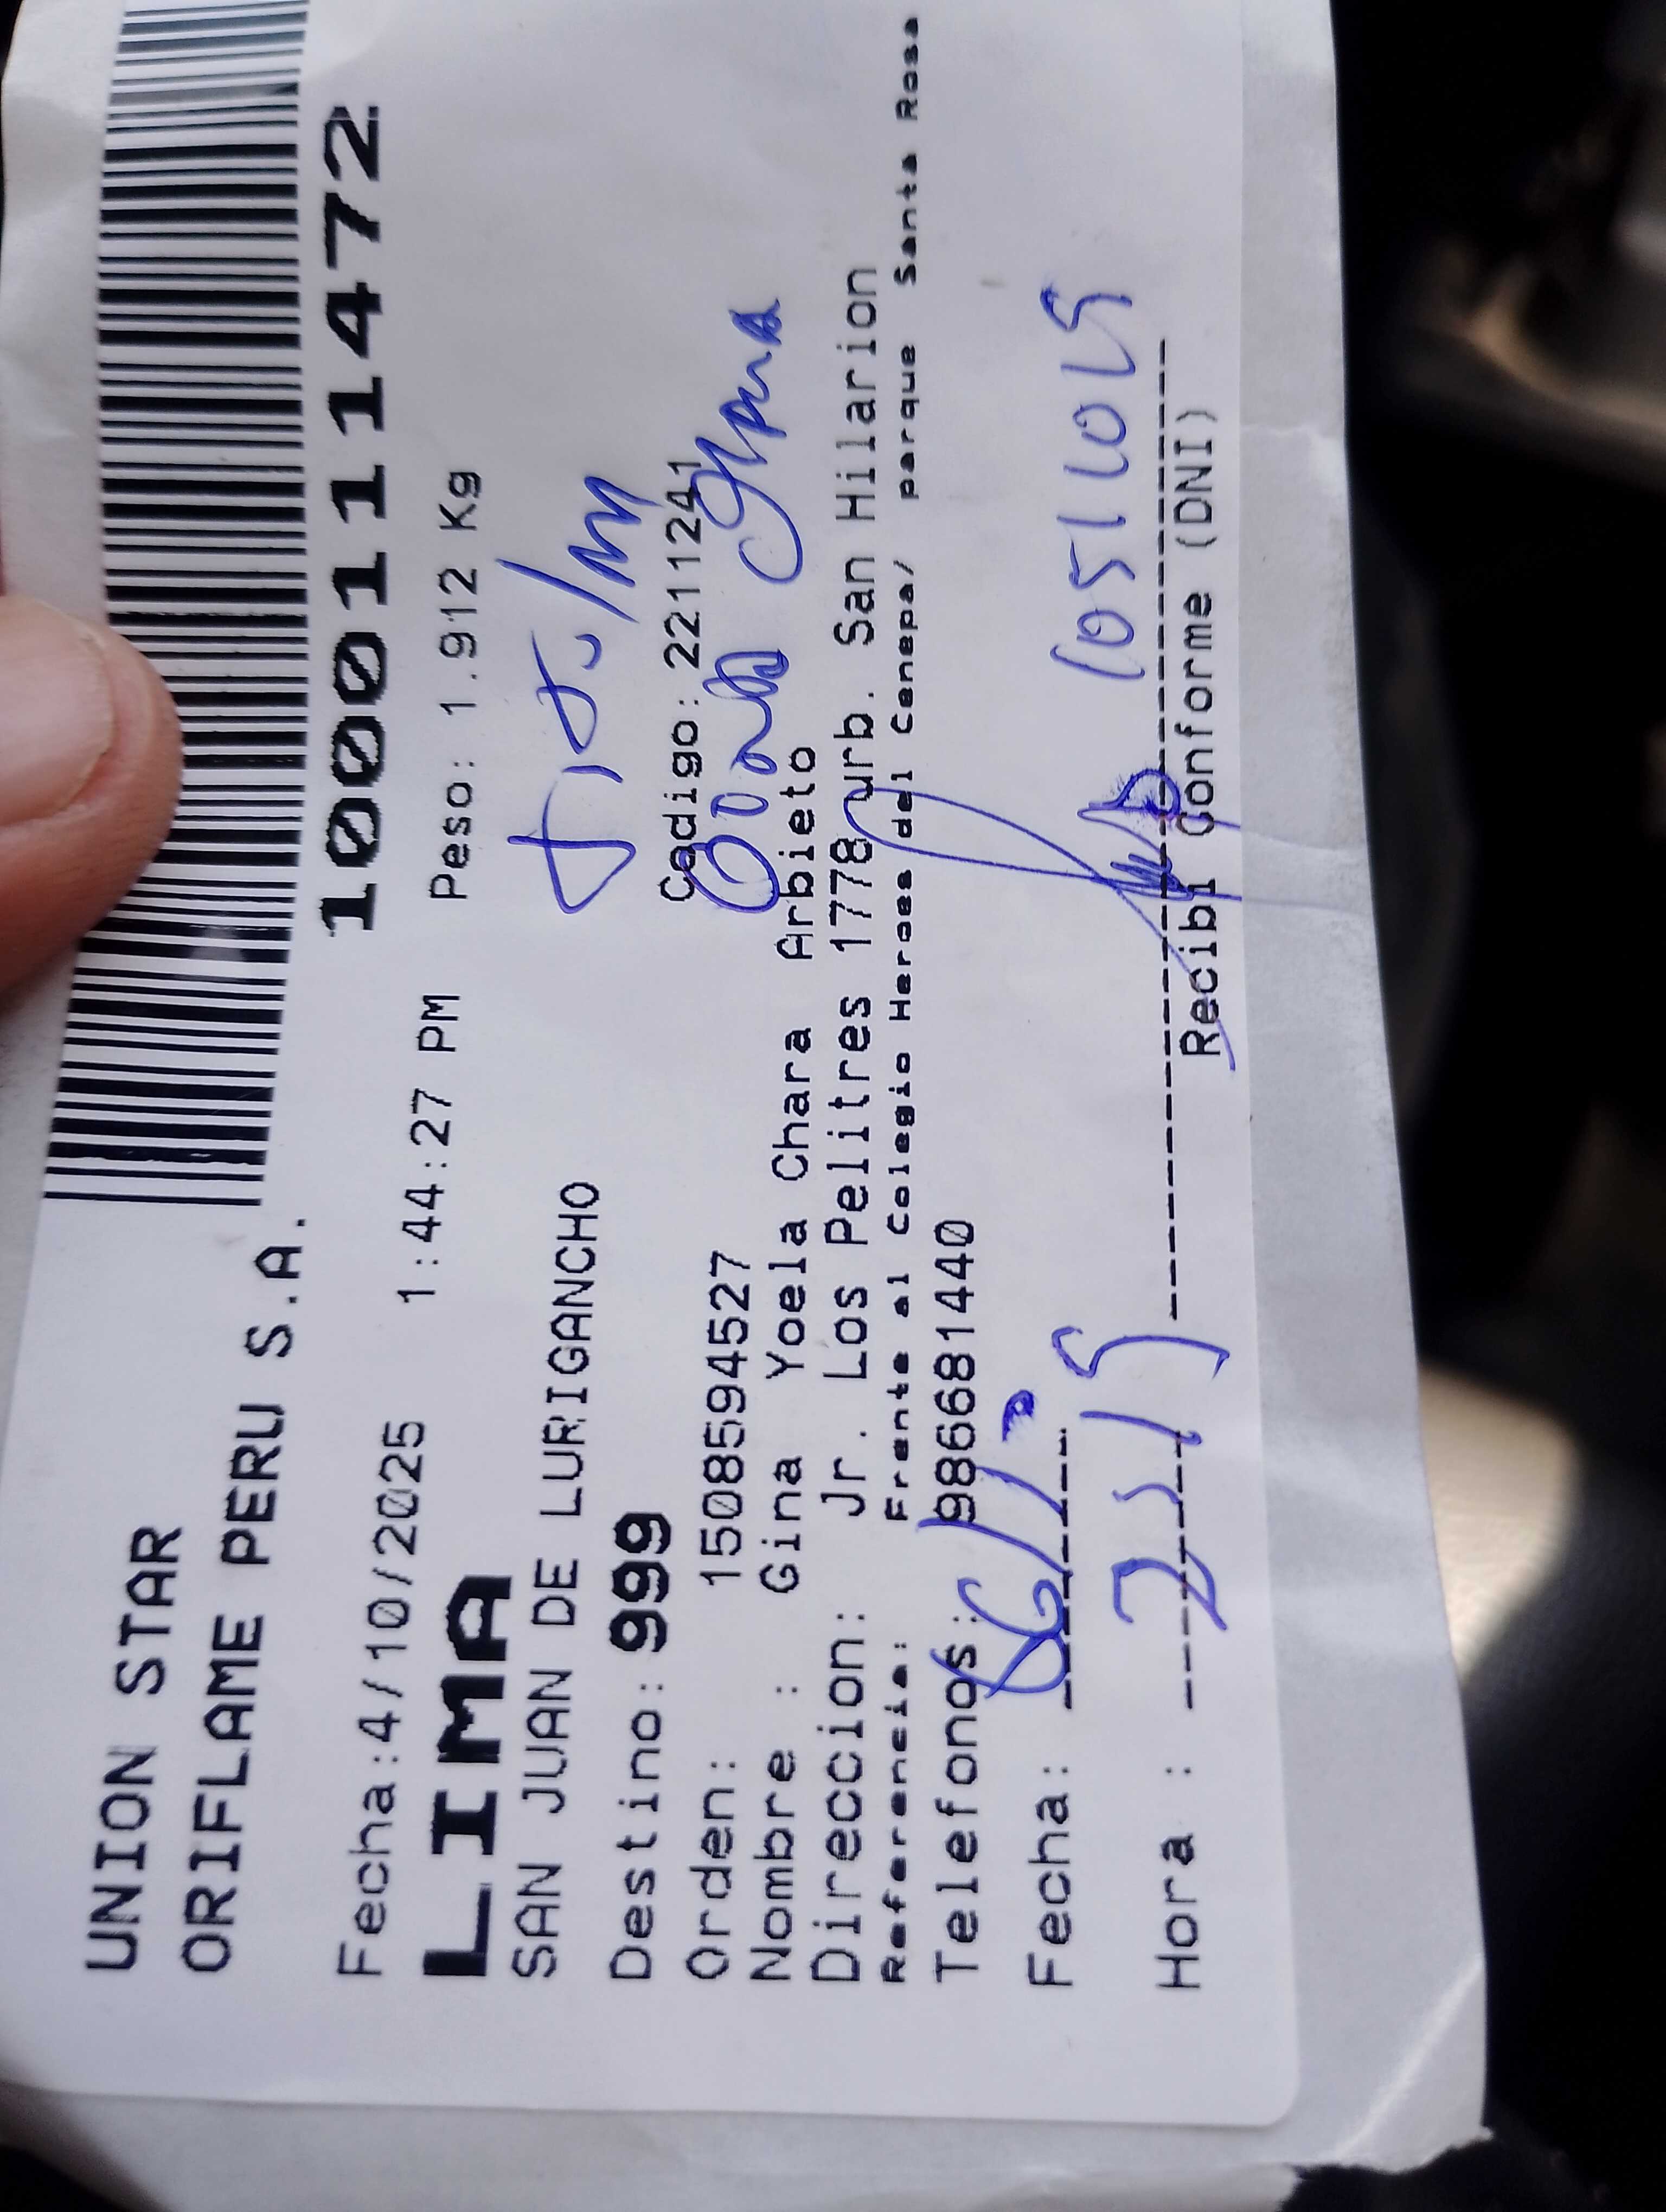 UNION STAR
ORIFLAME PERU S.A.
10001111472
Fecha:4/10/2025 1:44:27 PM Peso: 1.912 Kg
LIMA
SAN JUAN DE LURIGANCHO
Destino: 999
Codigo: 22111241
Orden: 1508594527
Nombre : Gina Yoela Chara Arbieto
Direccion: Jr. Los Pelitres 1778 urb. San Hilarion
Referencia: Frente al Colegio Heroes del Cenepa/ parque Santa Rosa
Telefonos: 986681440
Fecha:
Hora :
Recibi Conforme (DNI)